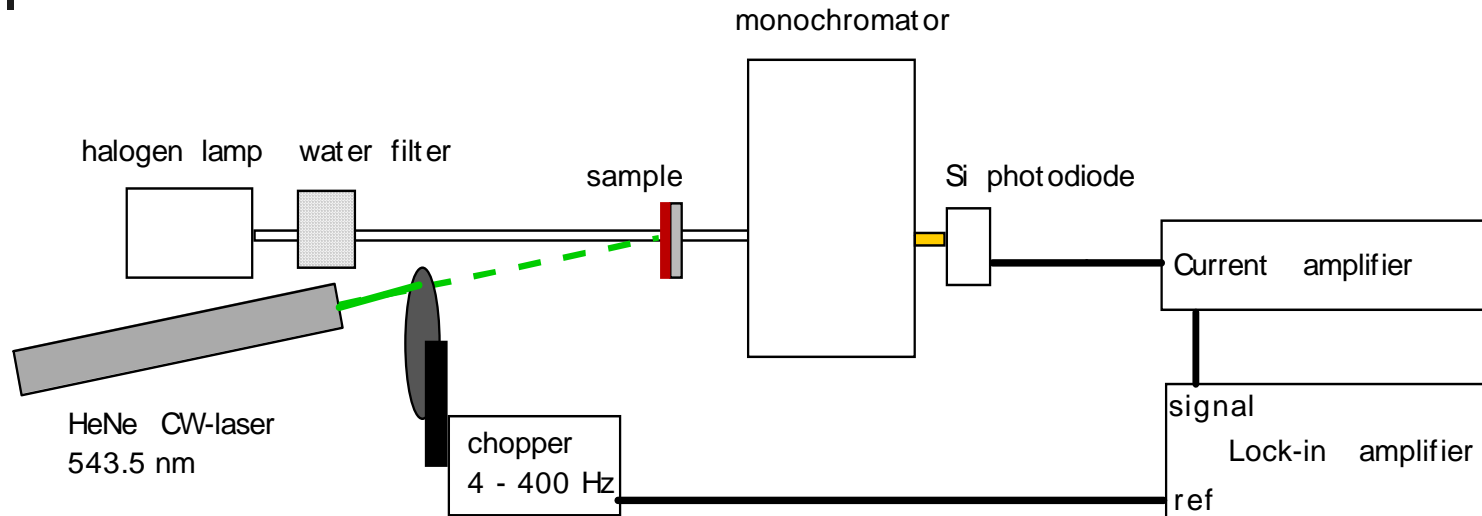 monochromator
halogen lamp
water filter
sample
Si photodiode
Current amplifier
HeNe CW-laser
543.5 nm
chopper
4 - 400 Hz
signal
Lock-in amplifier
ref